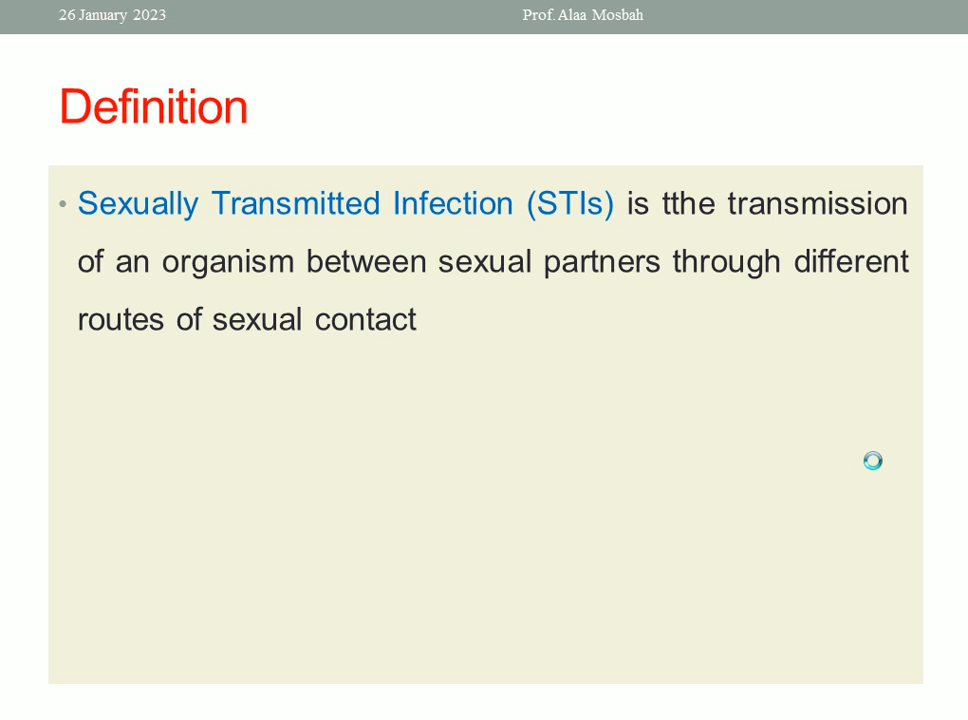 26 January 2023 Prof. Alaa Mosbah
Definition
• Sexually Transmitted Infection (STIs) is tthe transmission
of an organism between sexual partners through different
routes of sexual contact